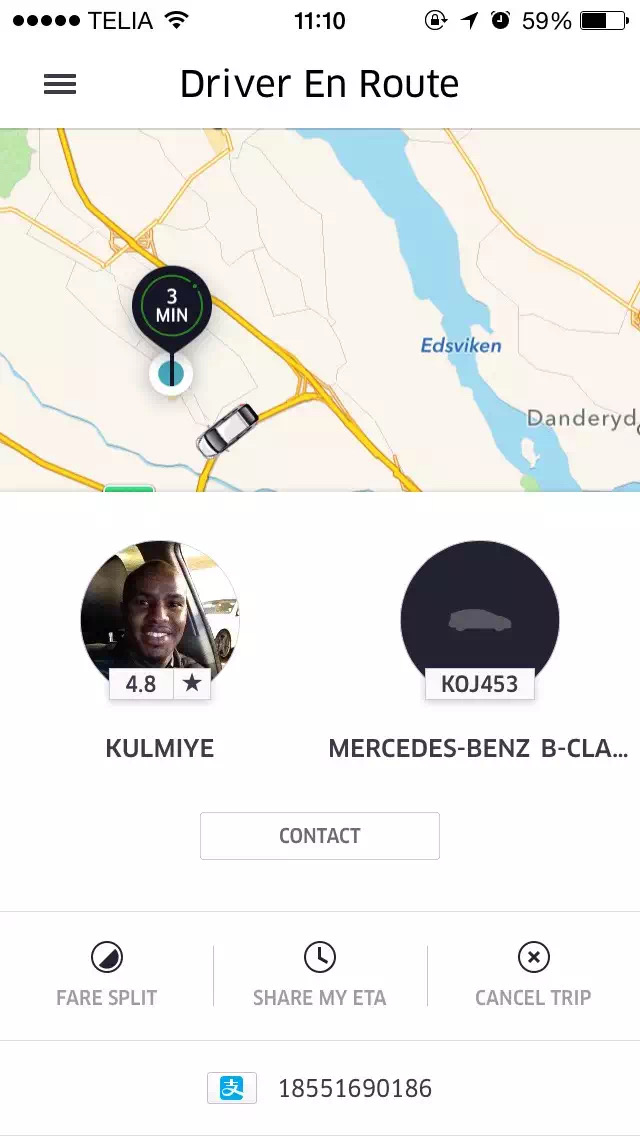 TELIA 11:10 59%
Driver En Route
3
MIN
Edsviken
Danderyd
4.8 ★
KOJ453
KULMIYE
MERCEDES-BENZ B-CLA...
CONTACT
FARE SPLIT
SHARE MY ETA
CANCEL TRIP
支 18551690186